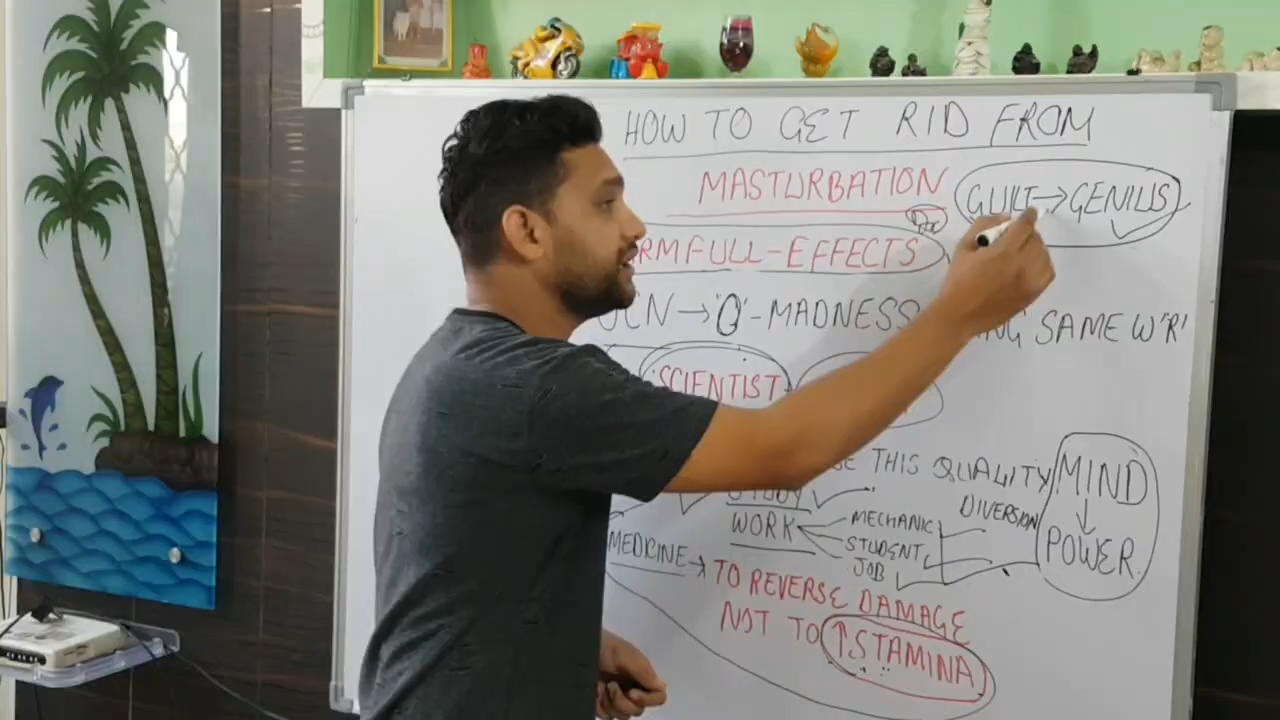 HOW TO GET RID FROM
MASTURBATION
GUILT→GENIUS
RMFULL-EFFECTS
→'O'-MADNESS SAME W'R'
SCIENTIST
THIS QUALITY
MIND
↓
POWER
STUDY
DIVERSION
WORK
MECHANIC
STUDENT
JOB
MEDICINE→TO REVERSE DAMAGE
NOT TO ↑STAMINA